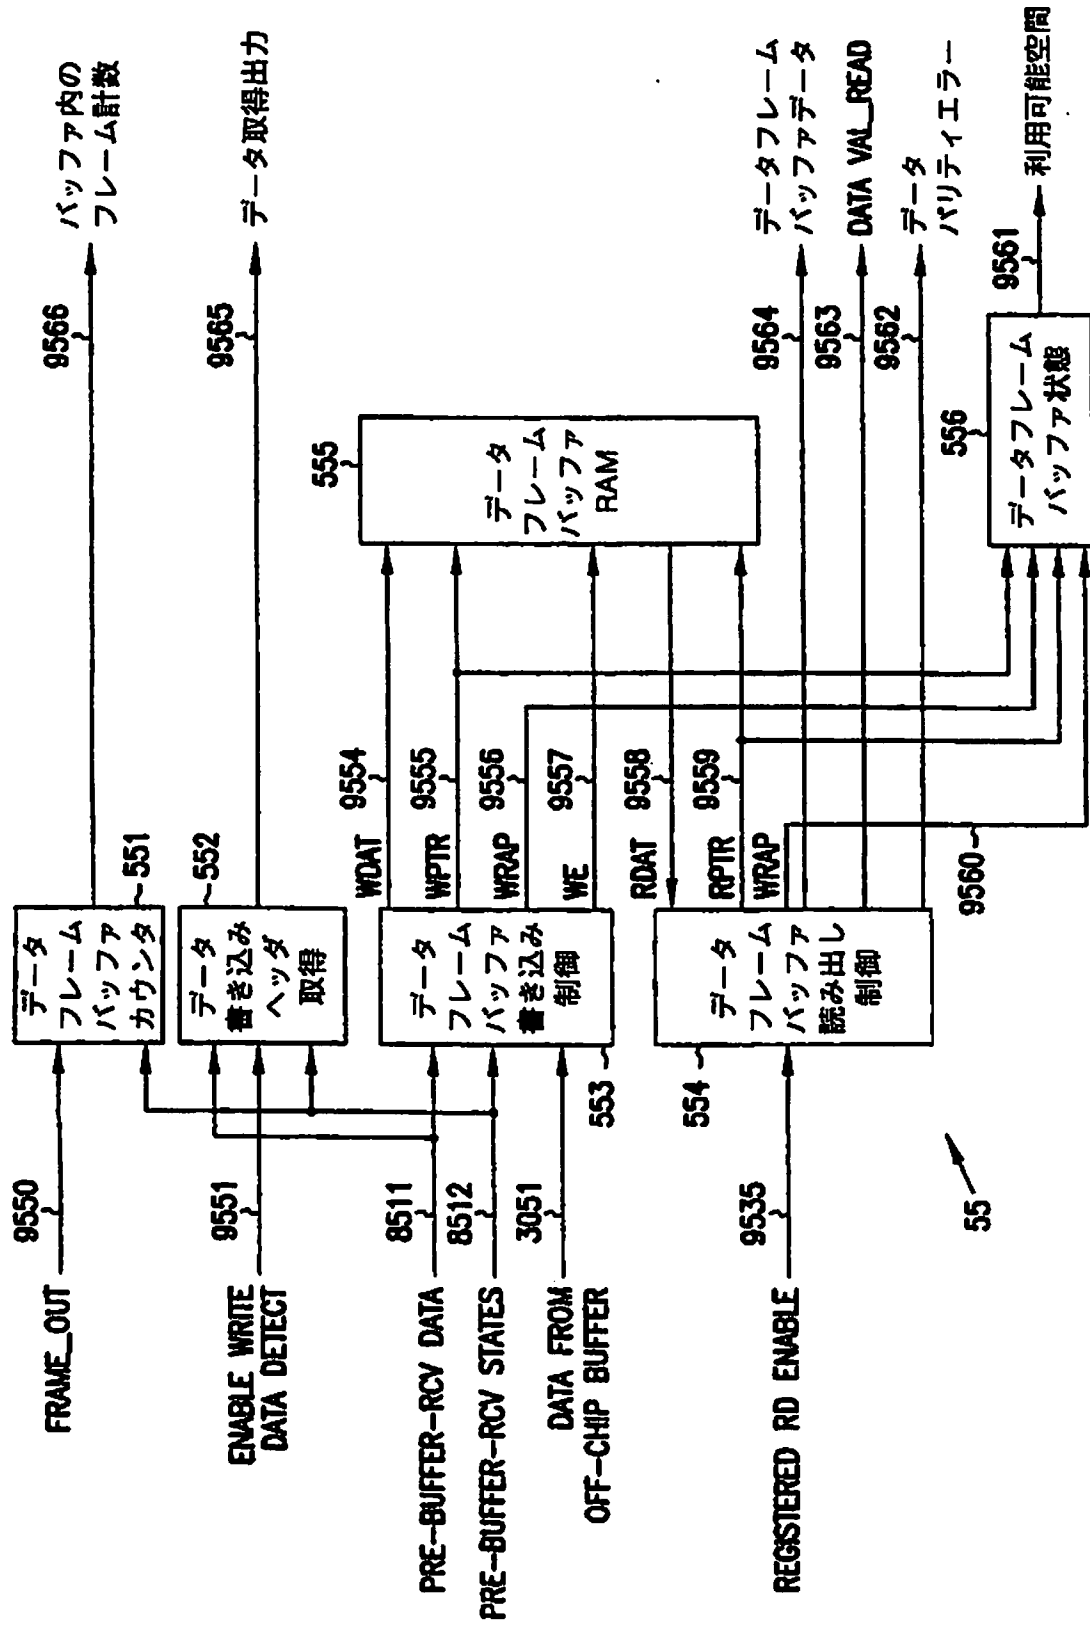 FRAME_OUT
9550
データ
フレーム
バッファ
カウンタ
551
9566
バッファ内の
フレーム計数
ENABLE WRITE
DATA DETECT
9551
データ
書き込み
ヘッダ
取得
552
9565
データ取得出力
PRE-BUFFER-RCV DATA
8511
PRE-BUFFER-RCV STATES
8512
DATA FROM
OFF-CHIP BUFFER
3051
データ
フレーム
バッファ
書き込み
制御
553
WDAT
9554
WPTR
9555
WRAP
9556
WE
9557
データ
フレーム
バッファ
RAM
555
REGISTERED RD ENABLE
9535
データ
フレーム
バッファ
読み出し
制御
554
RDAT
9558
RPTR
9559
WRAP
9560
9564
データフレーム
バッファデータ
9563
DATA VAL_READ
9562
データ
パリティエラー
データフレーム
バッファ状態
556
9561
利用可能空間
55